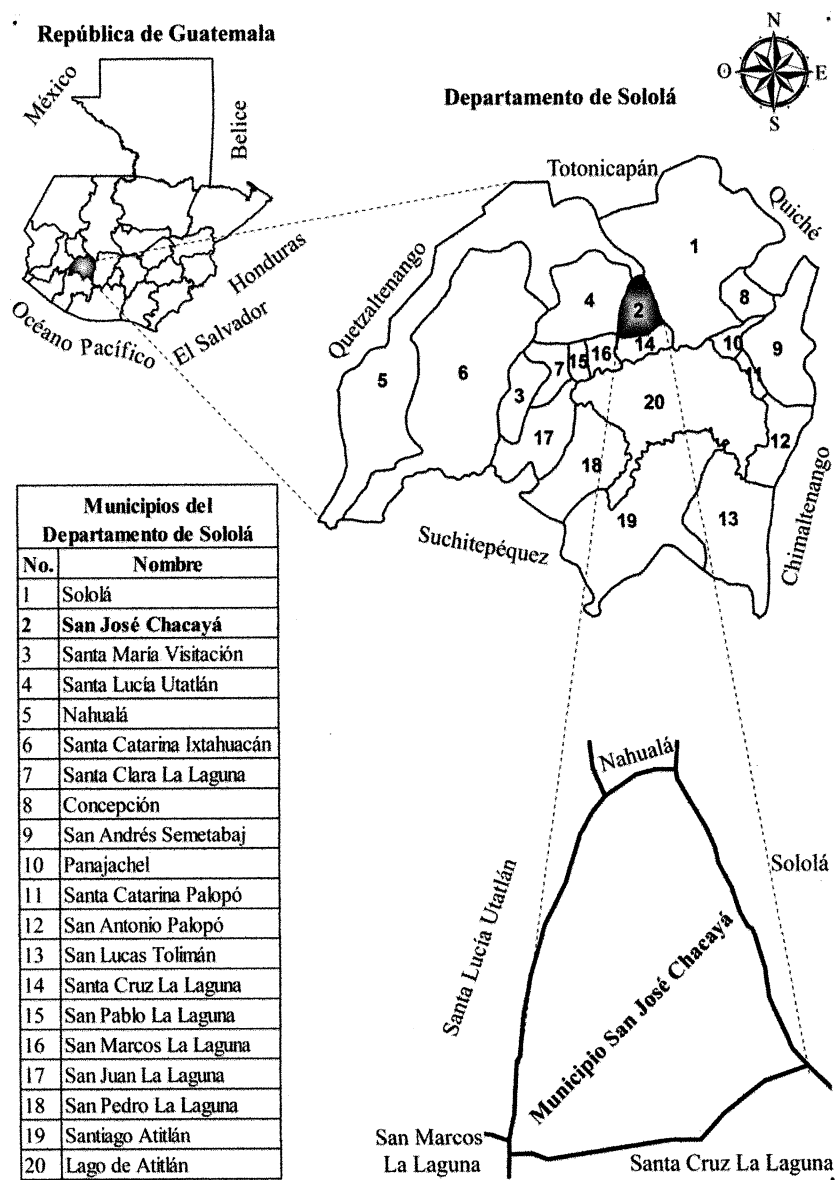 República de Guatemala
México
Belice
Honduras
El Salvador
Océano Pacífico
N
O
E
S
Departamento de Sololá
Totonicapán
Quiché
Quetzaltenango
Suchitepéquez
Chimaltenango
1
2
3
4
5
6
7
8
9
10
11
12
13
14
15
16
17
18
19
20
Municipios del
Departamento de Sololá
No. Nombre
1 Sololá
2 San José Chacayá
3 Santa María Visitación
4 Santa Lucía Utatlán
5 Nahualá
6 Santa Catarina Ixtahuacán
7 Santa Clara La Laguna
8 Concepción
9 San Andrés Semetabaj
10 Panajachel
11 Santa Catarina Palopó
12 San Antonio Palopó
13 San Lucas Tolimán
14 Santa Cruz La Laguna
15 San Pablo La Laguna
16 San Marcos La Laguna
17 San Juan La Laguna
18 San Pedro La Laguna
19 Santiago Atitlán
20 Lago de Atitlán
Nahualá
Santa Lucía Utatlán
Sololá
Municipio San José Chacayá
San Marcos
La Laguna
Santa Cruz La Laguna